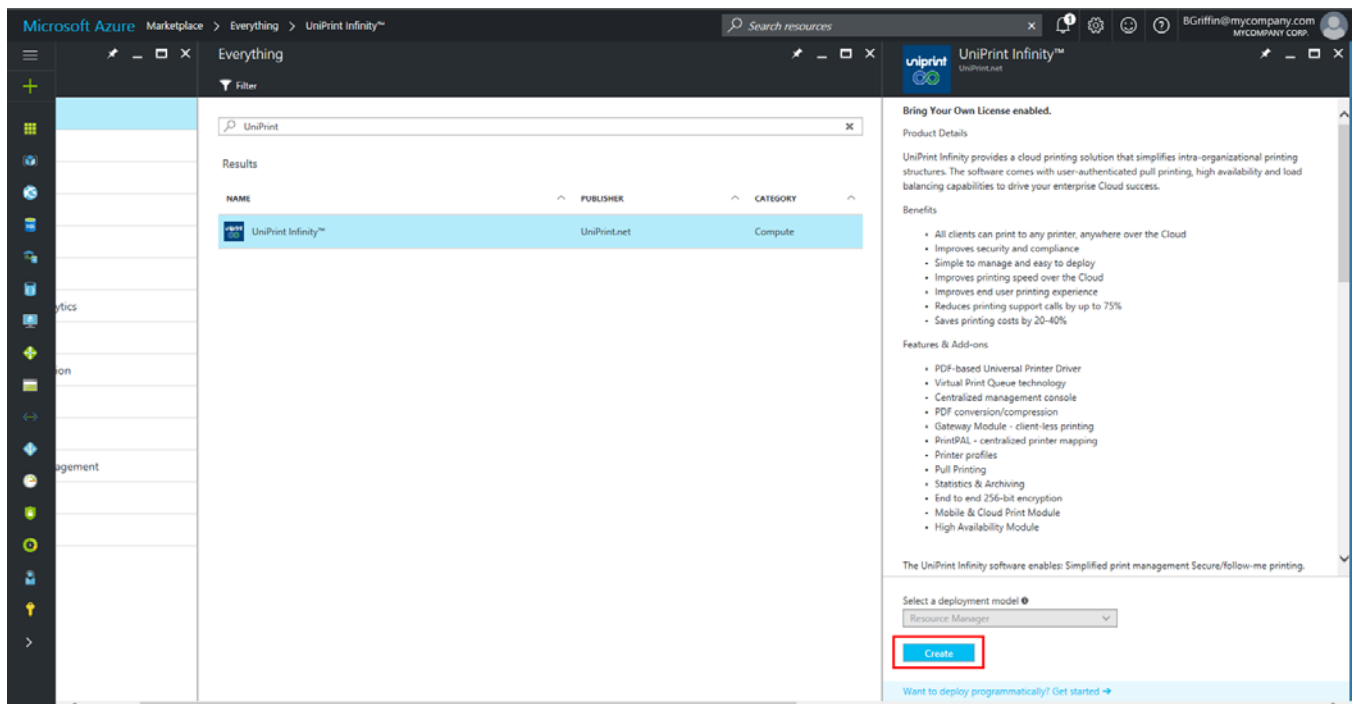 Microsoft Azure Marketplace > Everything > UniPrint Infinity™
Search resources
1
BGriffin@mycompany.com
MYCOMPANY CORP.
ytics
ion
agement
Everything
Filter
UniPrint
Results
NAME PUBLISHER CATEGORY
uniprint UniPrint Infinity™ UniPrint.net Compute
uniprint
UniPrint Infinity™
UniPrint.net
Bring Your Own License enabled.
Product Details
UniPrint Infinity provides a cloud printing solution that simplifies intra-organizational printing
structures. The software comes with user-authenticated pull printing, high availability and load
balancing capabilities to drive your enterprise Cloud success.
Benefits
• All clients can print to any printer, anywhere over the Cloud
• Improves security and compliance
• Simple to manage and easy to deploy
• Improves printing speed over the Cloud
• Improves end user printing experience
• Reduces printing support calls by up to 75%
• Saves printing costs by 20-40%
Features & Add-ons
• PDF-based Universal Printer Driver
• Virtual Print Queue technology
• Centralized management console
• PDF conversion/compression
• Gateway Module - client-less printing
• PrintPAL - centralized printer mapping
• Printer profiles
• Pull Printing
• Statistics & Archiving
• End to end 256-bit encryption
• Mobile & Cloud Print Module
• High Availability Module
The UniPrint Infinity software enables: Simplified print management Secure/follow-me printing.
Select a deployment model
Resource Manager
Create
Want to deploy programmatically? Get started →